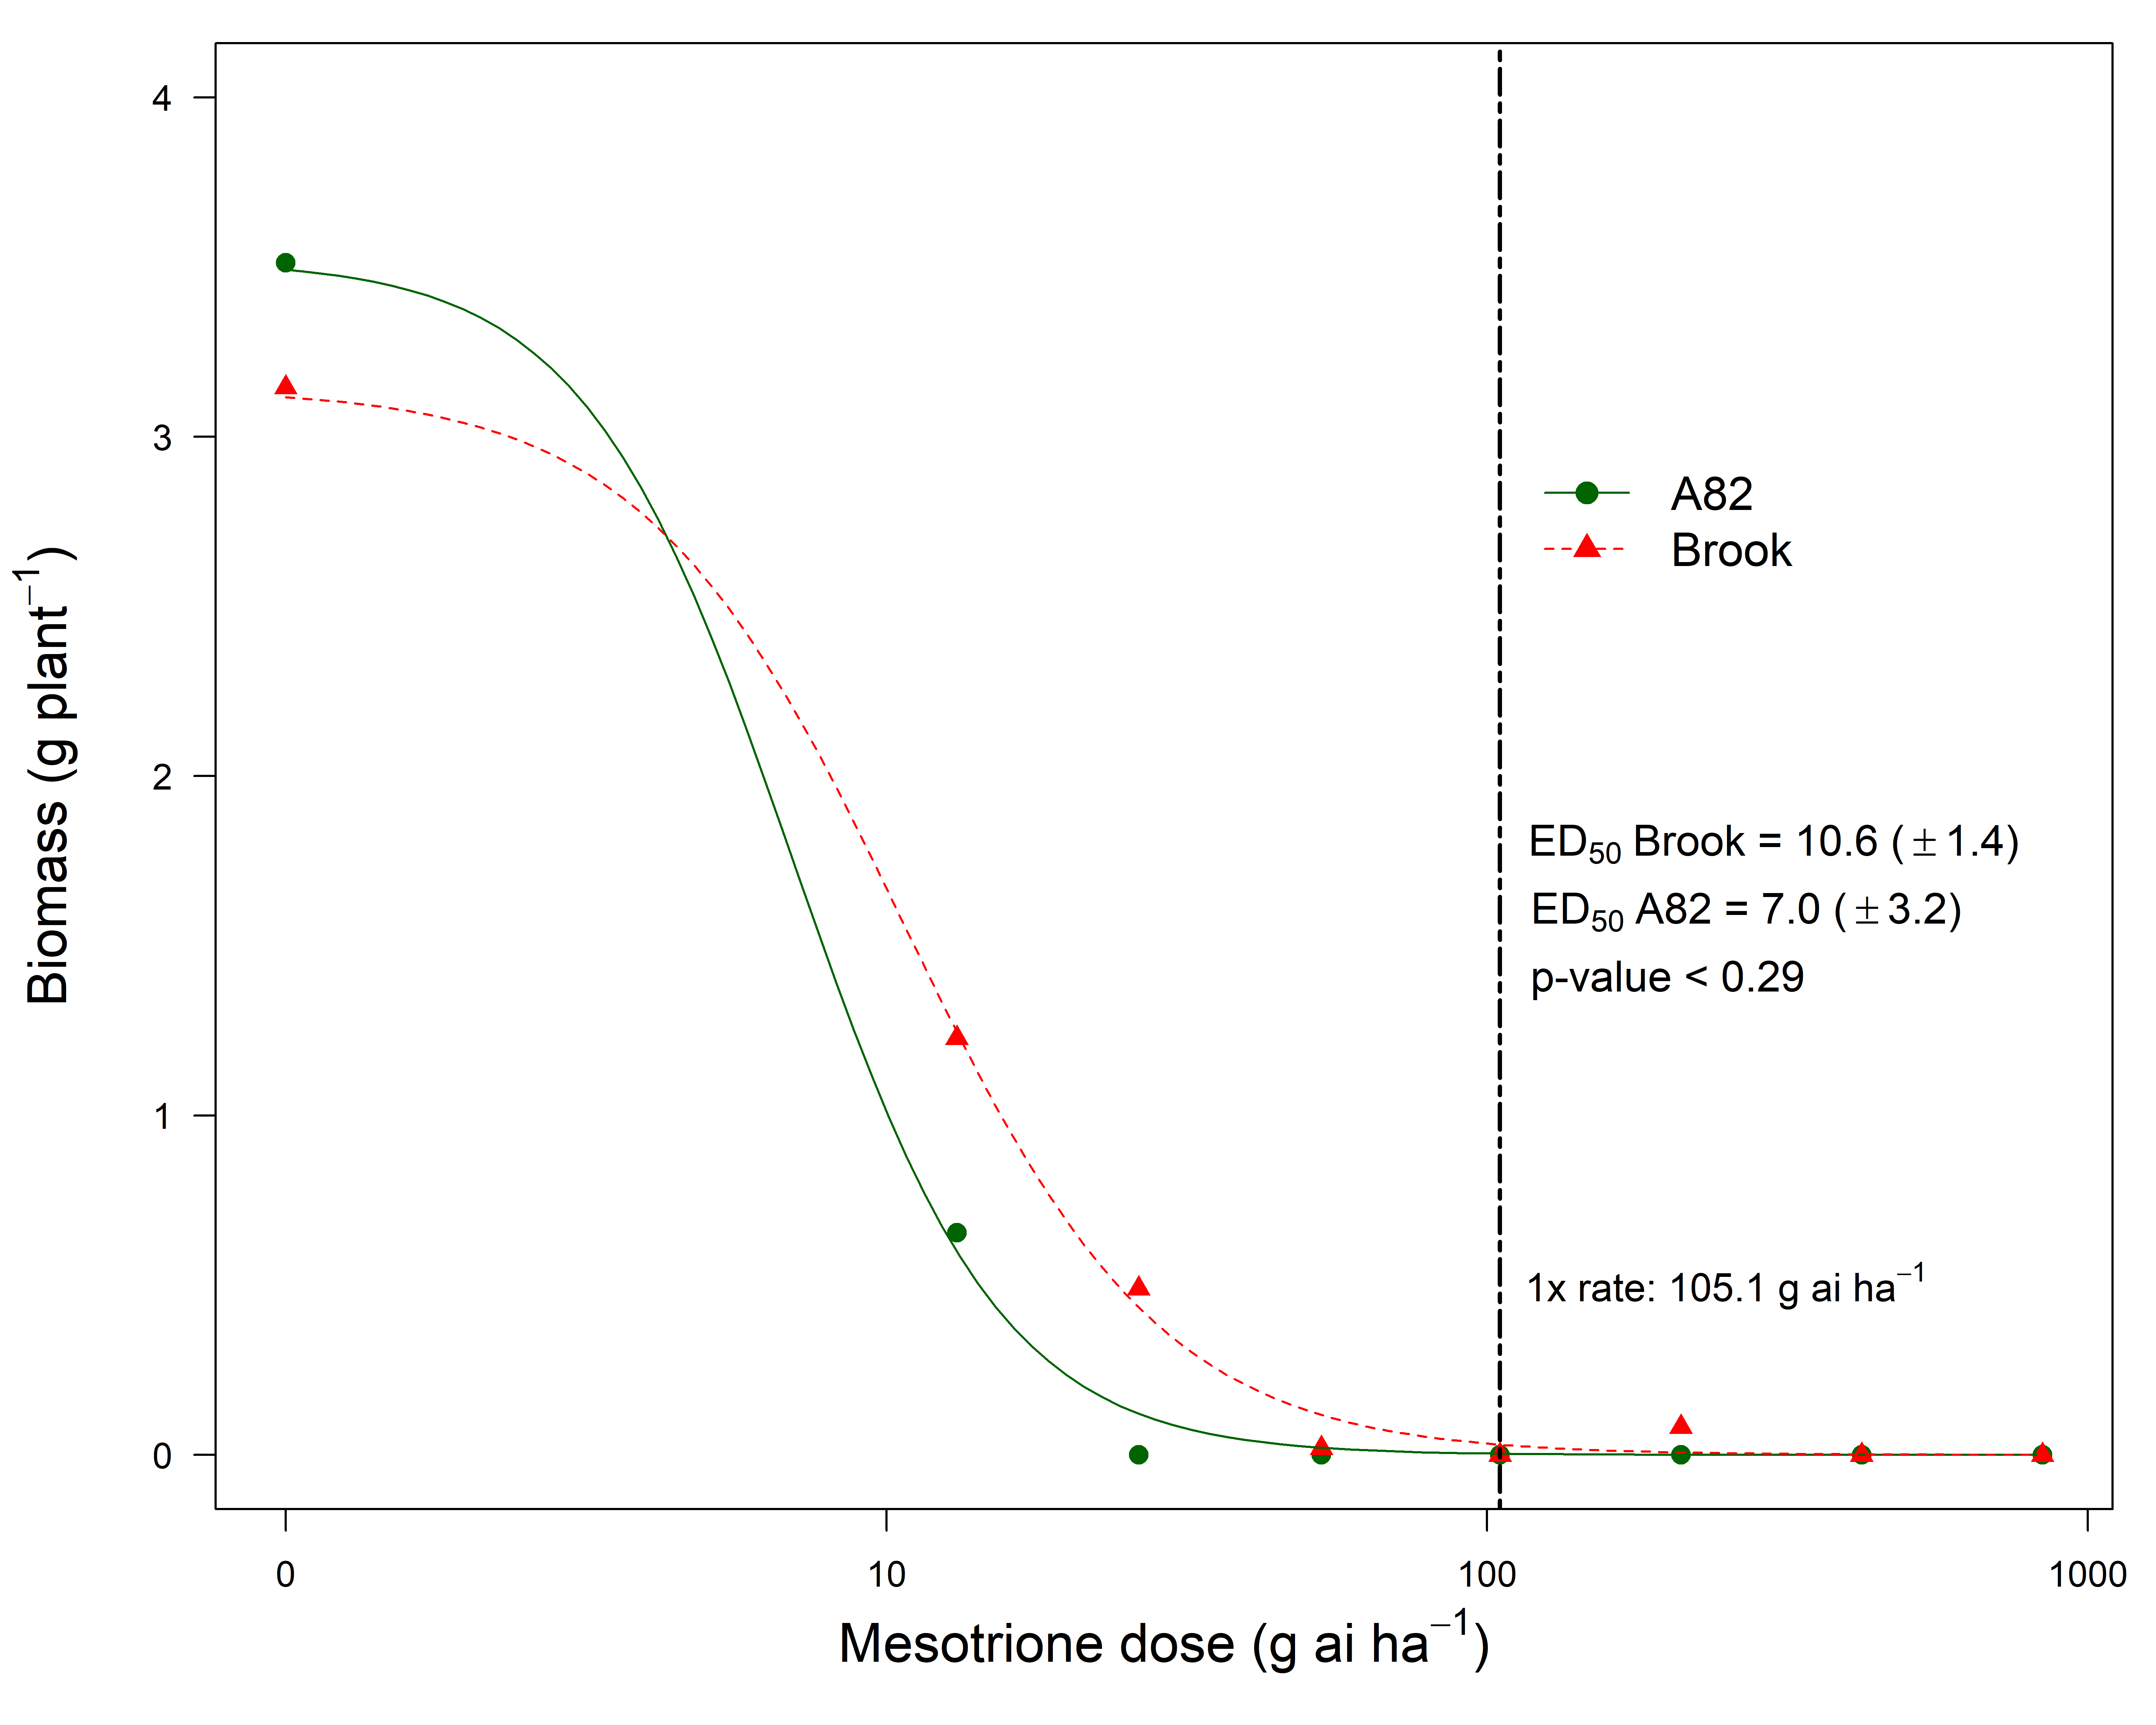 4
3
2
1
0
Biomass (g plant⁻¹)
A82
Brook
ED₅₀ Brook = 10.6 (±1.4)
ED₅₀ A82 = 7.0 (±3.2)
p-value < 0.29
1x rate: 105.1 g ai ha⁻¹
0 10 100 1000
Mesotrione dose (g ai ha⁻¹)